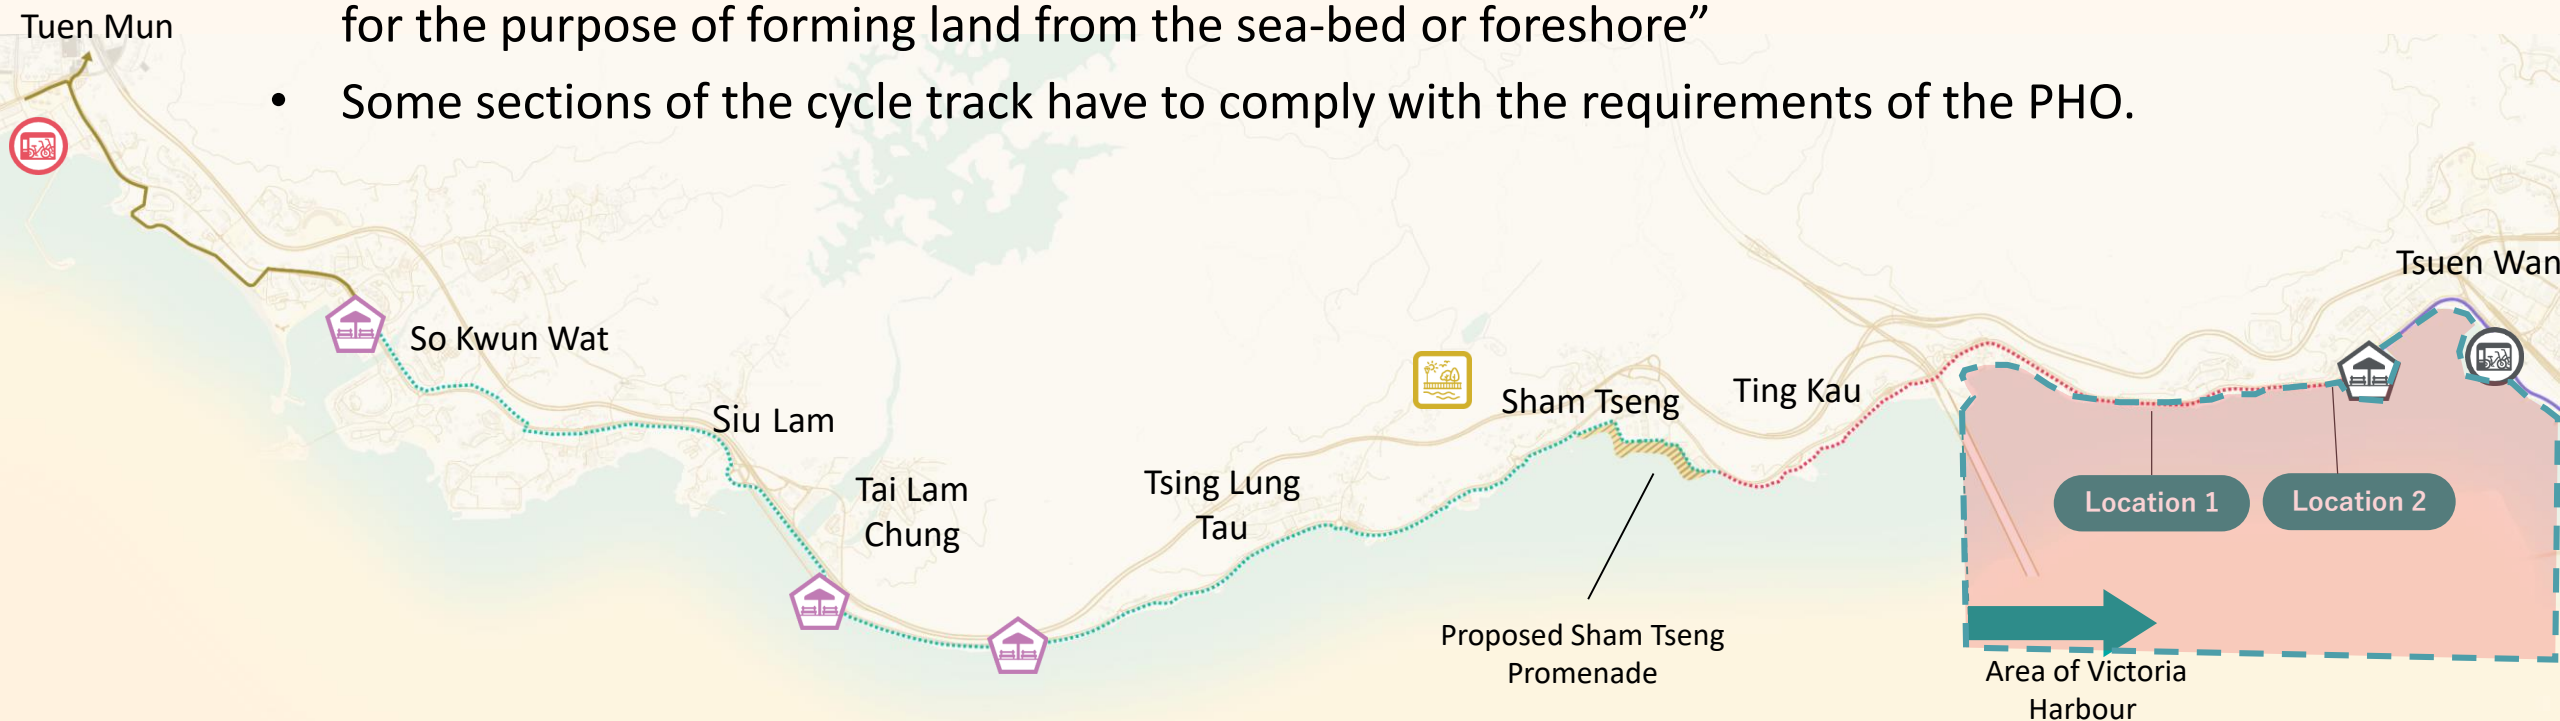 for the purpose of forming land from the sea-bed or foreshore”
Tuen Mun
• Some sections of the cycle track have to comply with the requirements of the PHO.
Tsuen Wan
So Kwun Wat
Siu Lam
Tai Lam
Chung
Tsing Lung
Tau
Sham Tseng
Ting Kau
Location 1
Location 2
Proposed Sham Tseng
Promenade
Area of Victoria
Harbour